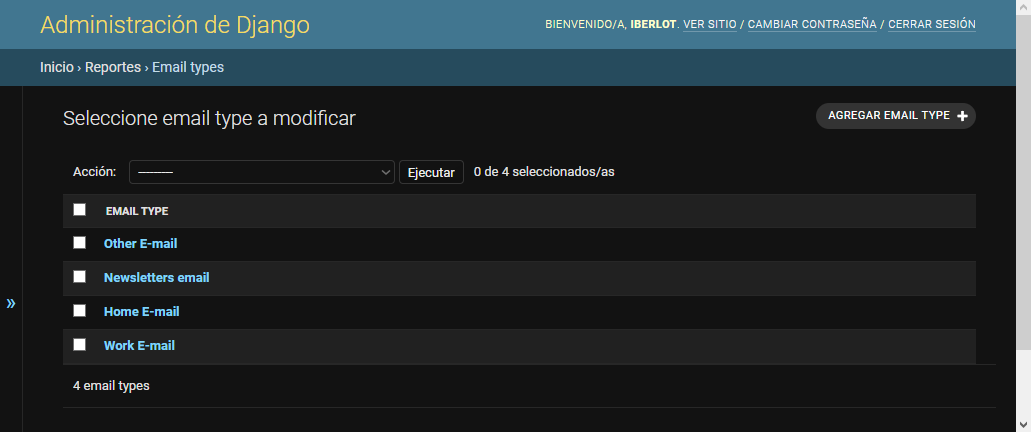 Administración de Django
BIENVENIDO/A, IBERLOT. VER SITIO / CAMBIAR CONTRASEÑA / CERRAR SESIÓN
Inicio › Reportes › Email types
Seleccione email type a modificar
AGREGAR EMAIL TYPE +
Acción: --------- Ejecutar 0 de 4 seleccionados/as
EMAIL TYPE
Other E-mail
Newsletters email
»
Home E-mail
Work E-mail
4 email types